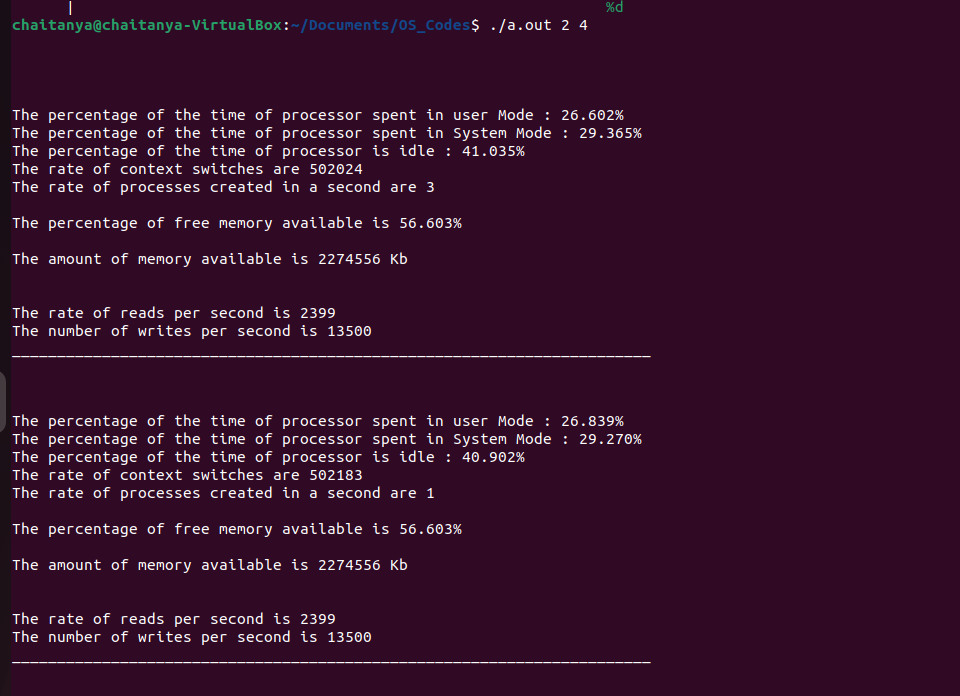 | %d
chaitanya@chaitanya-VirtualBox:~/Documents/OS_Codes$ ./a.out 2 4
The percentage of the time of processor spent in user Mode : 26.602%
The percentage of the time of processor spent in System Mode : 29.365%
The percentage of the time of processor is idle : 41.035%
The rate of context switches are 502024
The rate of processes created in a second are 3
The percentage of free memory available is 56.603%
The amount of memory available is 2274556 Kb
The rate of reads per second is 2399
The number of writes per second is 13500
_______________________________________________________________________
The percentage of the time of processor spent in user Mode : 26.839%
The percentage of the time of processor spent in System Mode : 29.270%
The percentage of the time of processor is idle : 40.902%
The rate of context switches are 502183
The rate of processes created in a second are 1
The percentage of free memory available is 56.603%
The amount of memory available is 2274556 Kb
The rate of reads per second is 2399
The number of writes per second is 13500
_______________________________________________________________________